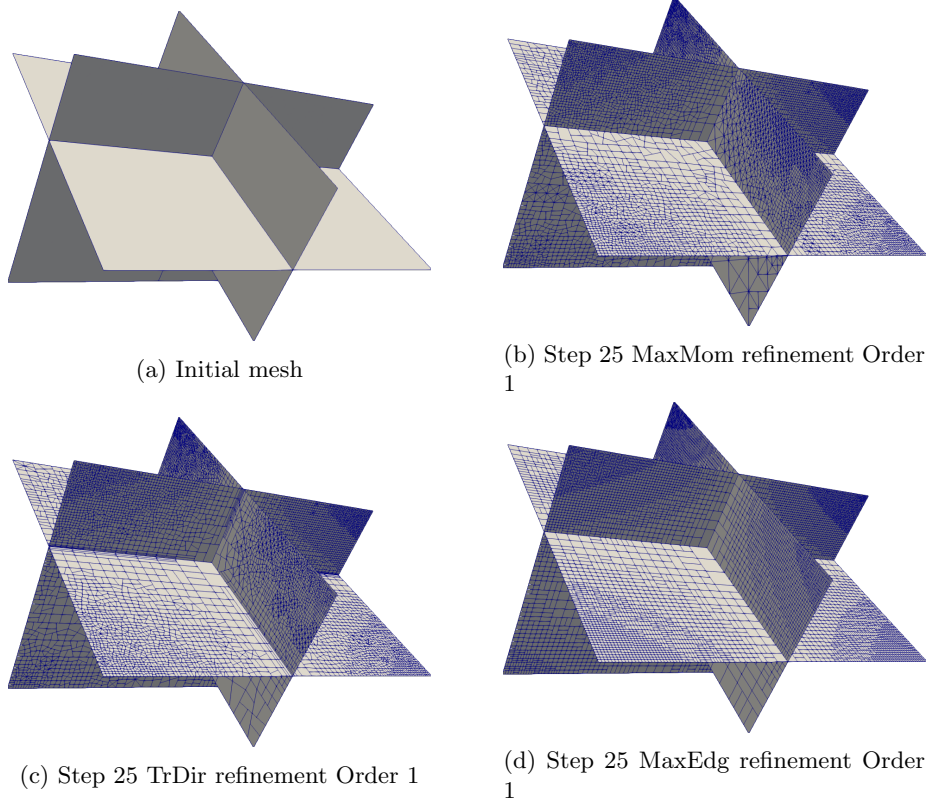 (a) Initial mesh
(b) Step 25 MaxMom refinement Order
1
(c) Step 25 TrDir refinement Order 1
(d) Step 25 MaxEdg refinement Order
1